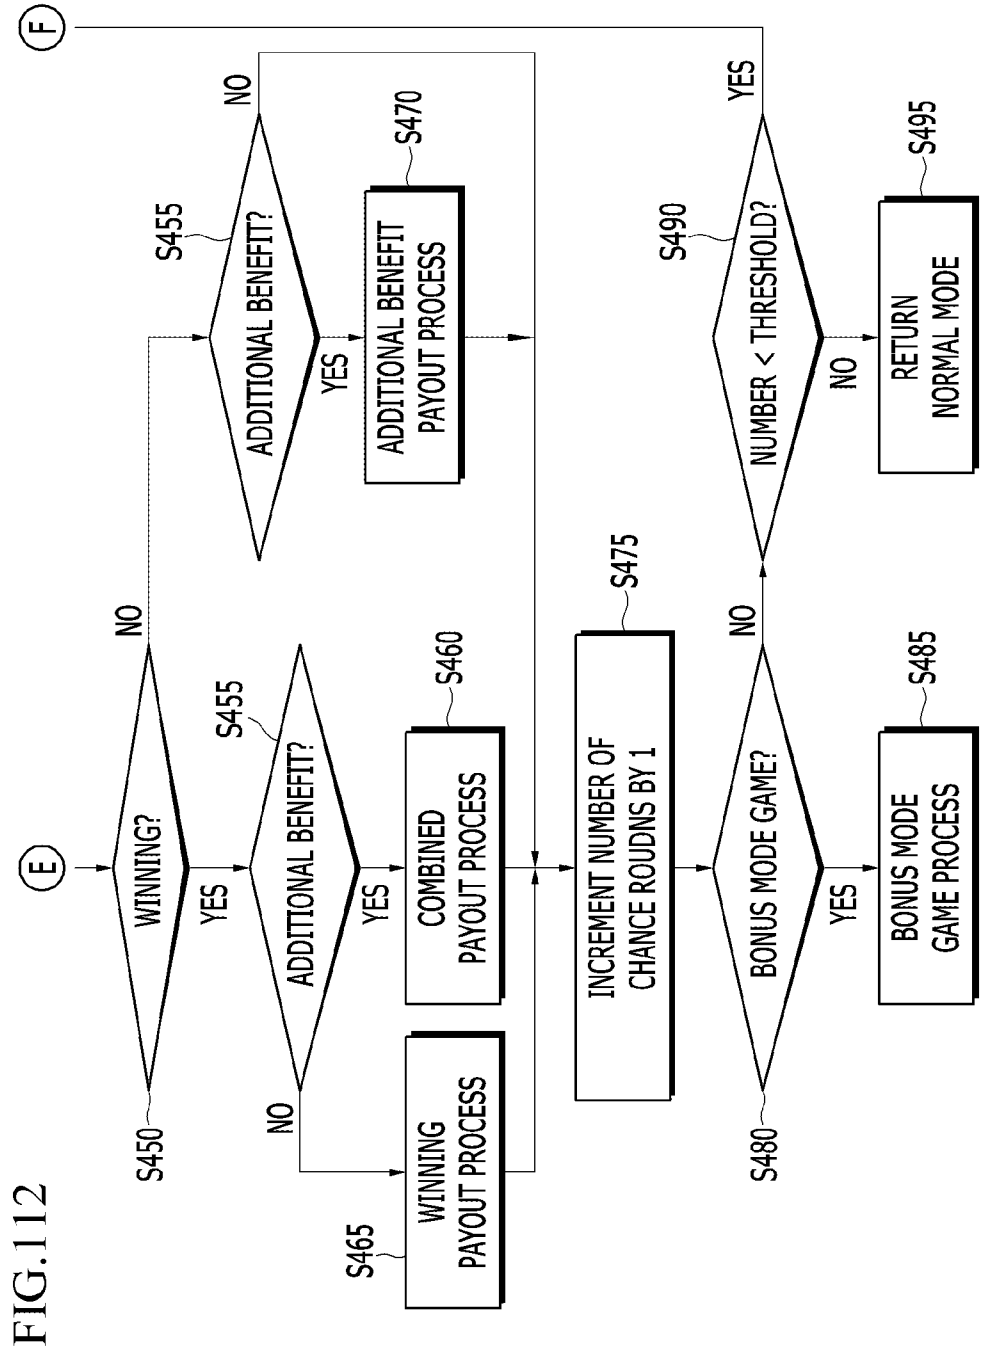 FIG.112
E
WINNING?
S450
YES
NO
ADDITIONAL BENEFIT?
S455
YES
NO
COMBINED
PAYOUT PROCESS
S460
WINNING
PAYOUT PROCESS
S465
ADDITIONAL BENEFIT?
S455
YES
NO
ADDITIONAL BENEFIT
PAYOUT PROCESS
S470
INCREMENT NUMBER OF
CHANCE ROUDNS BY 1
S475
BONUS MODE GAME?
S480
YES
NO
BONUS MODE
GAME PROCESS
S485
NUMBER < THRESHOLD?
S490
YES
NO
RETURN
NORMAL MODE
S495
F